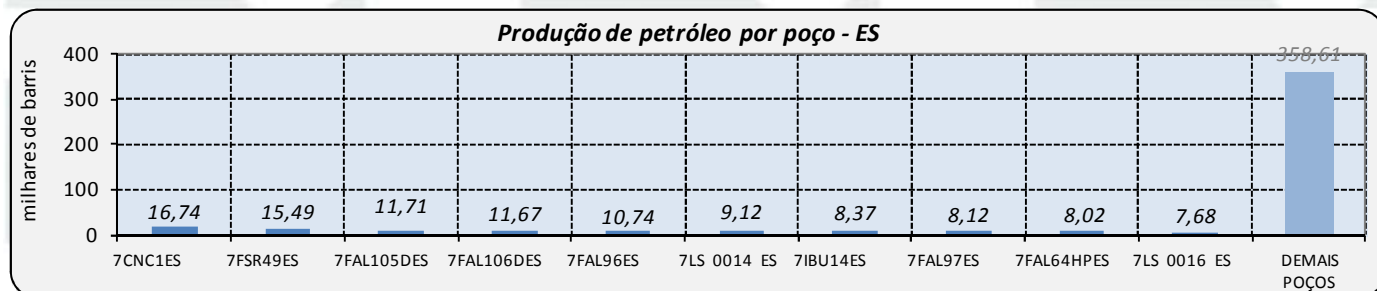 Produção de petróleo por poço - ES
milhares de barris
400
300
200
100
0
358,61
16,74 15,49 11,71 11,67 10,74 9,12 8,37 8,12 8,02 7,68
7CNC1ES 7FSR49ES 7FAL105DES 7FAL106DES 7FAL96ES 7LS 0014 ES 7IBU14ES 7FAL97ES 7FAL64HPES 7LS 0016 ES DEMAIS
POÇOS